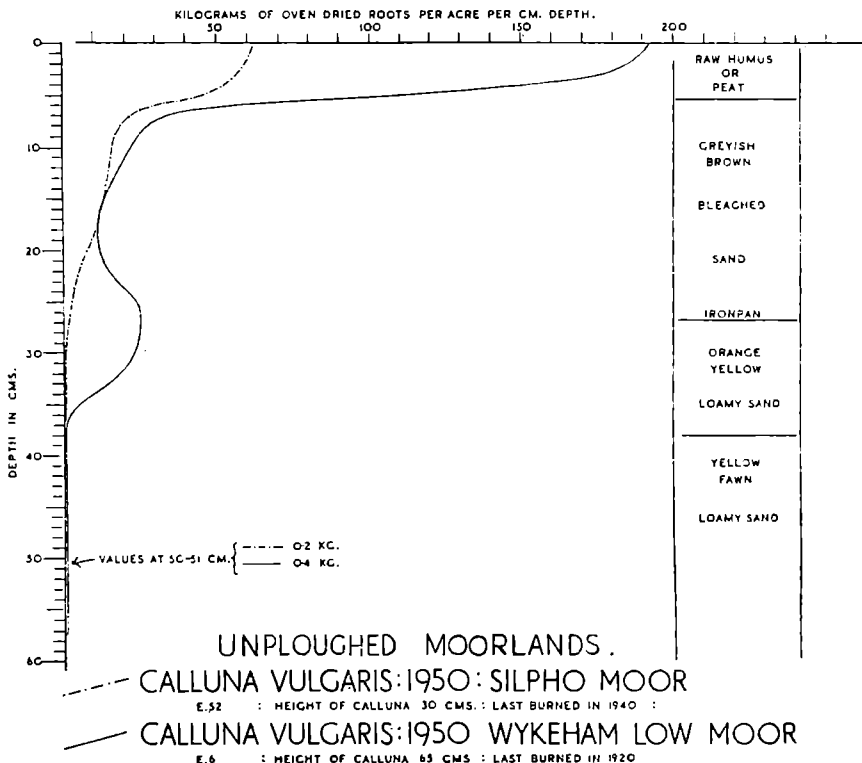 KILOGRAMS OF OVEN DRIED ROOTS PER ACRE PER CM. DEPTH.
50 100 150 200
0
10
20
30
40
50
60
DEPTH IN CMS.
RAW HUMUS
OR
PEAT
GREYISH
BROWN
BLEACHED
SAND
IRONPAN
ORANGE
YELLOW
LOAMY SAND
YELLOW
FAWN
LOAMY SAND
VALUES AT 50-51 CM.
0·2 KG.
0·4 KG.
UNPLOUGHED MOORLANDS.
CALLUNA VULGARIS:1950:SILPHO MOOR
E.52 : HEIGHT OF CALLUNA 30 CMS. : LAST BURNED IN 1940 :
CALLUNA VULGARIS:1950 WYKEHAM LOW MOOR
E.6 : HEIGHT OF CALLUNA 65 CMS : LAST BURNED IN 1920